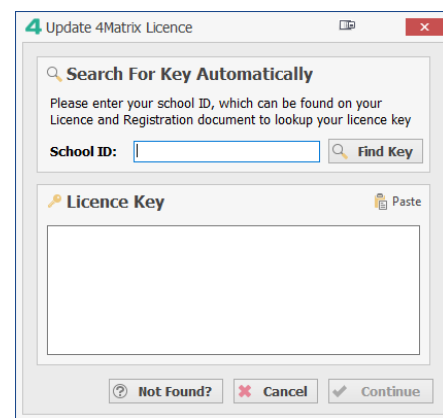 4 Update 4Matrix Licence
Search For Key Automatically
Please enter your school ID, which can be found on your
Licence and Registration document to lookup your licence key
School ID:
Find Key
Licence Key
Paste
Not Found?
Cancel
Continue